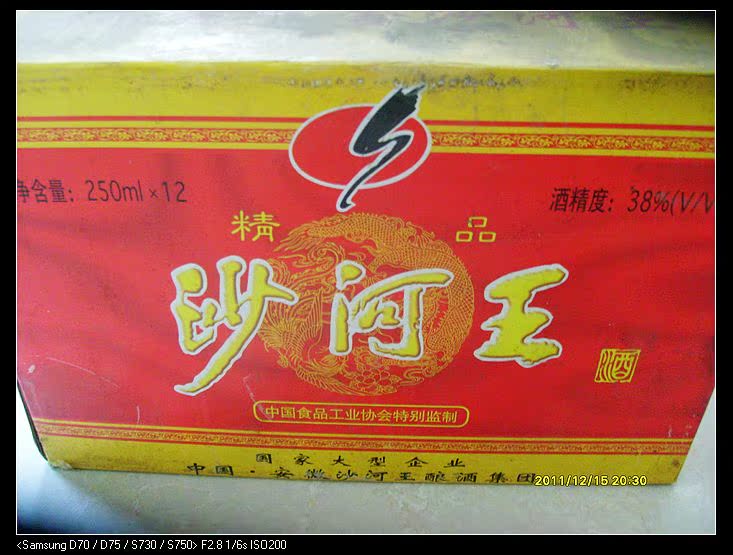 净含量：250ml×12
酒精度：38%(V/V
精品
沙河王
酒
中国食品工业协会特别监制
国家大型企业
中国·安徽沙河王酿酒集团
2011/12/15 20:30
<Samsung D70 / D75 / S730 / S750> F2.8 1/6s ISO200